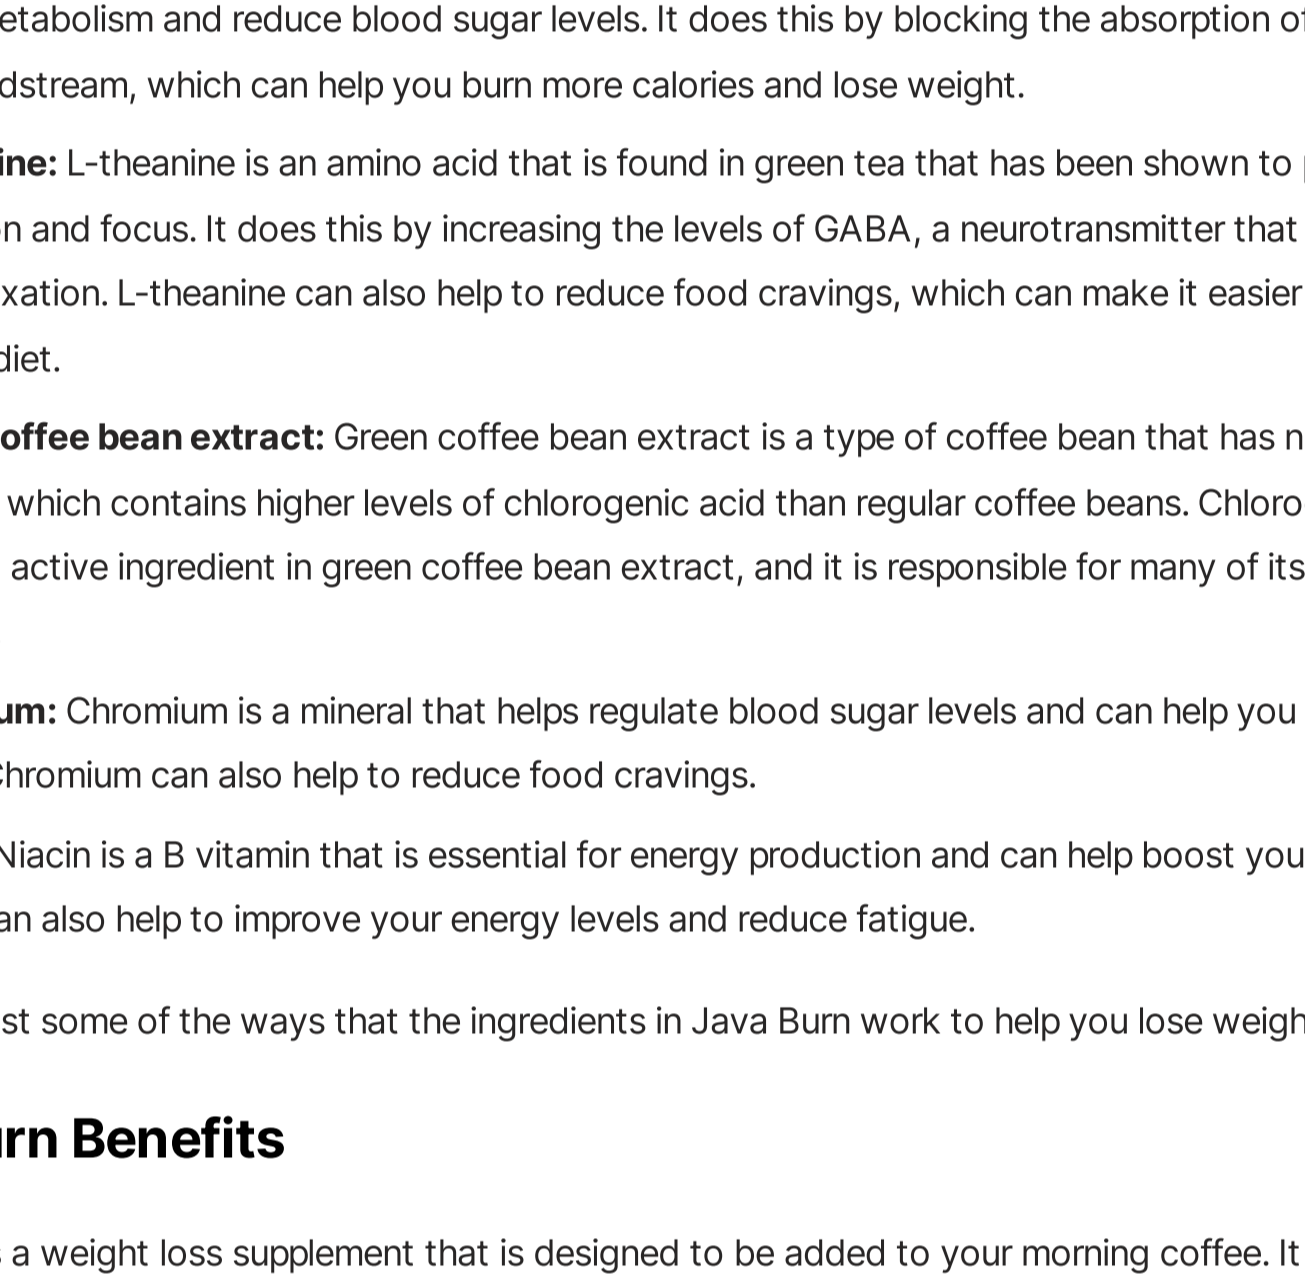 etabolism and reduce blood sugar levels. It does this by blocking the absorption of
dstream, which can help you burn more calories and lose weight.
ine: L-theanine is an amino acid that is found in green tea that has been shown to
n and focus. It does this by increasing the levels of GABA, a neurotransmitter that
xation. L-theanine can also help to reduce food cravings, which can make it easier
diet.
offee bean extract: Green coffee bean extract is a type of coffee bean that has n
which contains higher levels of chlorogenic acid than regular coffee beans. Chloro
active ingredient in green coffee bean extract, and it is responsible for many of its
um: Chromium is a mineral that helps regulate blood sugar levels and can help you
Chromium can also help to reduce food cravings.
Niacin is a B vitamin that is essential for energy production and can help boost you
an also help to improve your energy levels and reduce fatigue.
st some of the ways that the ingredients in Java Burn work to help you lose weigh
rn Benefits
a weight loss supplement that is designed to be added to your morning coffee. It